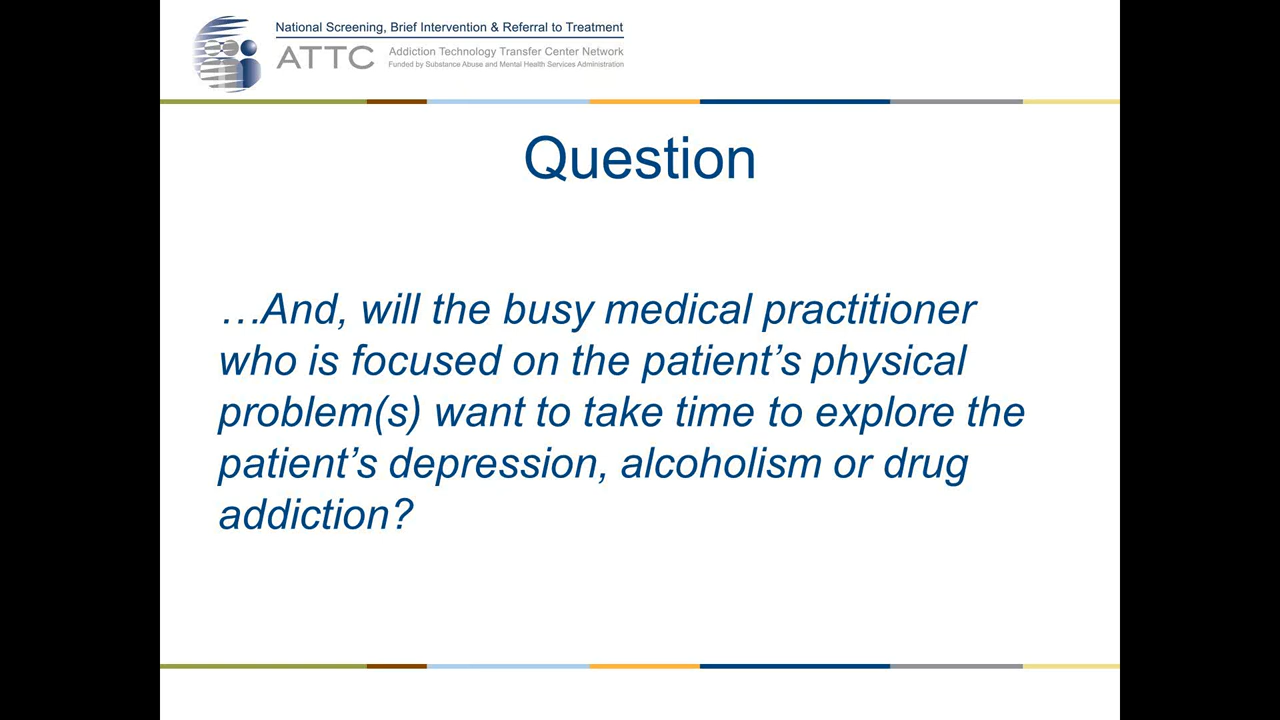 National Screening, Brief Intervention & Referral to Treatment
ATTC Addiction Technology Transfer Center Network
Funded by Substance Abuse and Mental Health Services Administration
Question
…And, will the busy medical practitioner
who is focused on the patient’s physical
problem(s) want to take time to explore the
patient’s depression, alcoholism or drug
addiction?